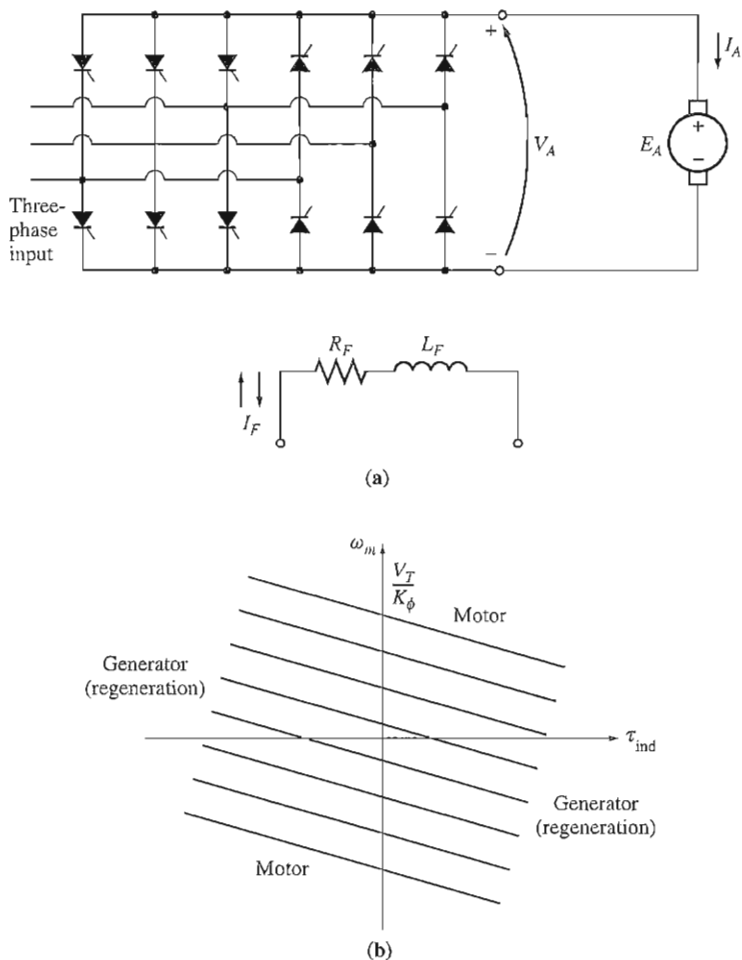 +
I_A
V_A
E_A
+
−
Three-
phase
input
−
R_F
L_F
I_F
(a)
ω_m
V_T
K_ϕ
Motor
Generator
(regeneration)
τ_ind
Generator
(regeneration)
Motor
(b)